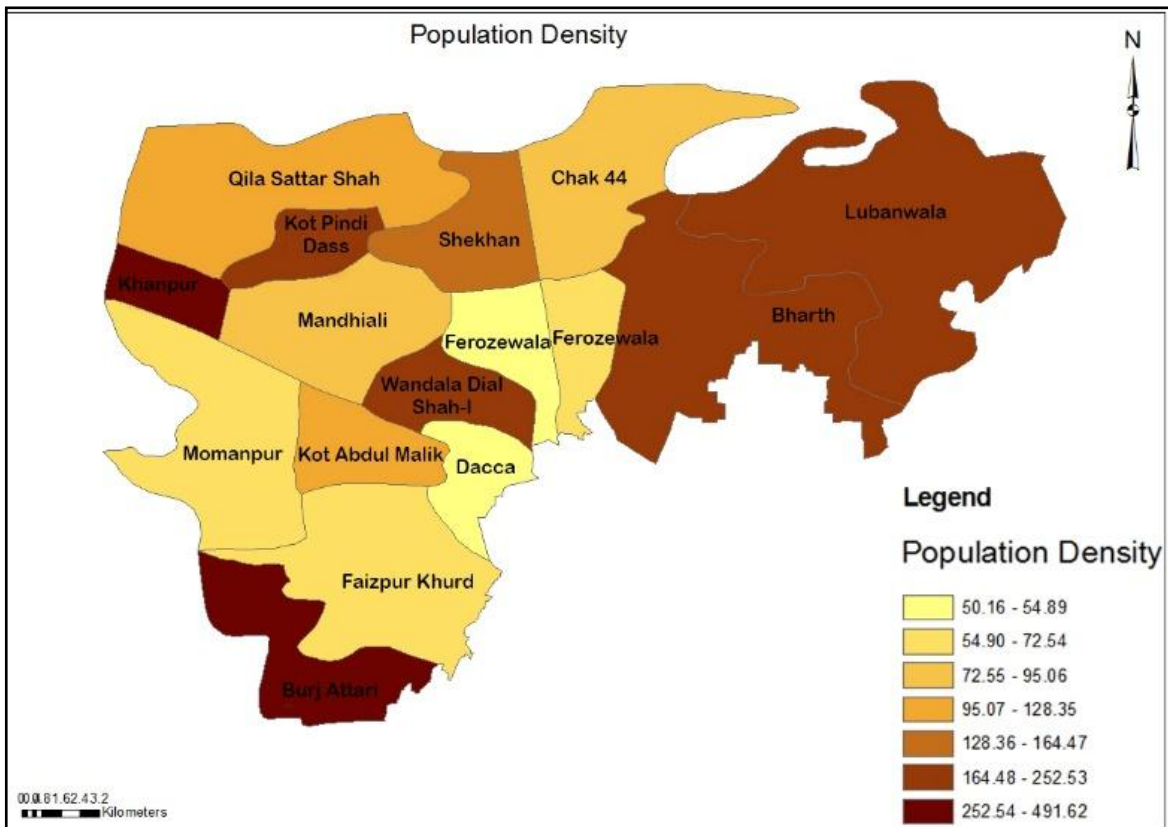 Population Density
N
Qila Sattar Shah
Chak 44
Kot Pindi
Dass
Shekhan
Lubanwala
Khanpur
Mandhiali
Ferozewala
Ferozewala
Bharth
Wandala Dial
Shah-I
Momanpur
Kot Abdul Malik
Dacca
Faizpur Khurd
Burj Attari
Legend
Population Density
50.16 - 54.89
54.90 - 72.54
72.55 - 95.06
95.07 - 128.35
128.36 - 164.47
164.48 - 252.53
252.54 - 491.62
Kilometers